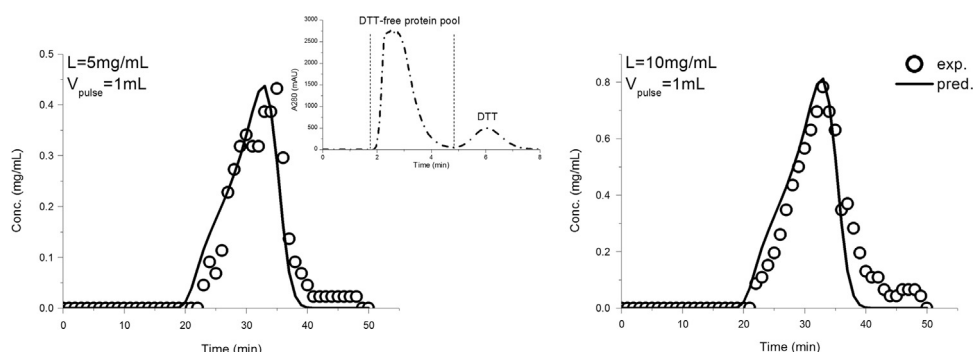 L=5mg/mL
Vpulse=1mL
0.5
0.4
0.3
0.2
0.1
0.0
Conc. (mg/mL)
0 10 20 30 40 50
Time (min)
DTT-free protein pool
3000
2500
2000
1500
1000
500
0
A280 (mAU)
DTT
0 2 4 6 8
Time (min)
L=10mg/mL
Vpulse=1mL
exp.
pred.
0.8
0.6
0.4
0.2
0.0
Conc. (mg/mL)
0 10 20 30 40 50
Time (min)